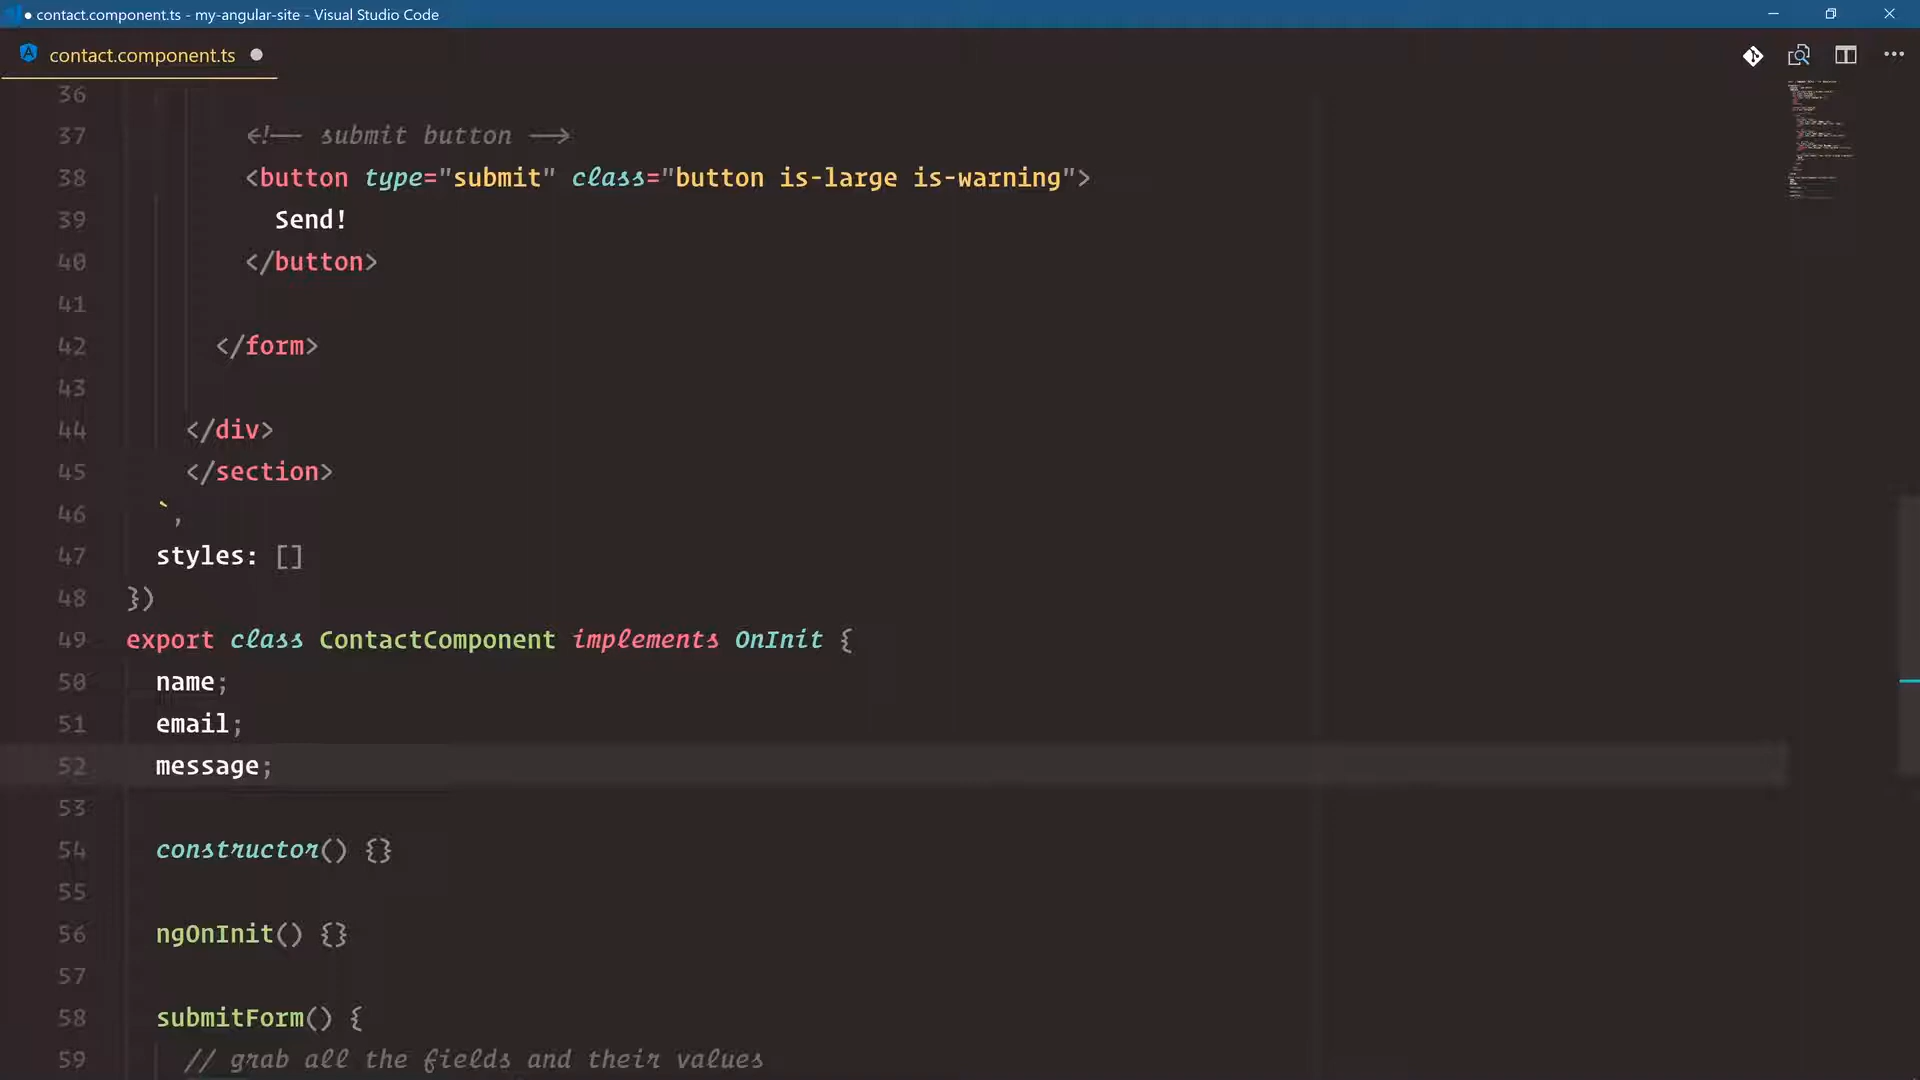 contact.component.ts - my-angular-site - Visual Studio Code
contact.component.ts
36
37 <!-- submit button -->
38 <button type="submit" class="button is-large is-warning">
39 Send!
40 </button>
41
42 </form>
43
44 </div>
45 </section>
46 `,
47 styles: []
48 })
49 export class ContactComponent implements OnInit {
50 name;
51 email;
52 message;
53
54 constructor() {}
55
56 ngOnInit() {}
57
58 submitForm() {
59 // grab all the fields and their values